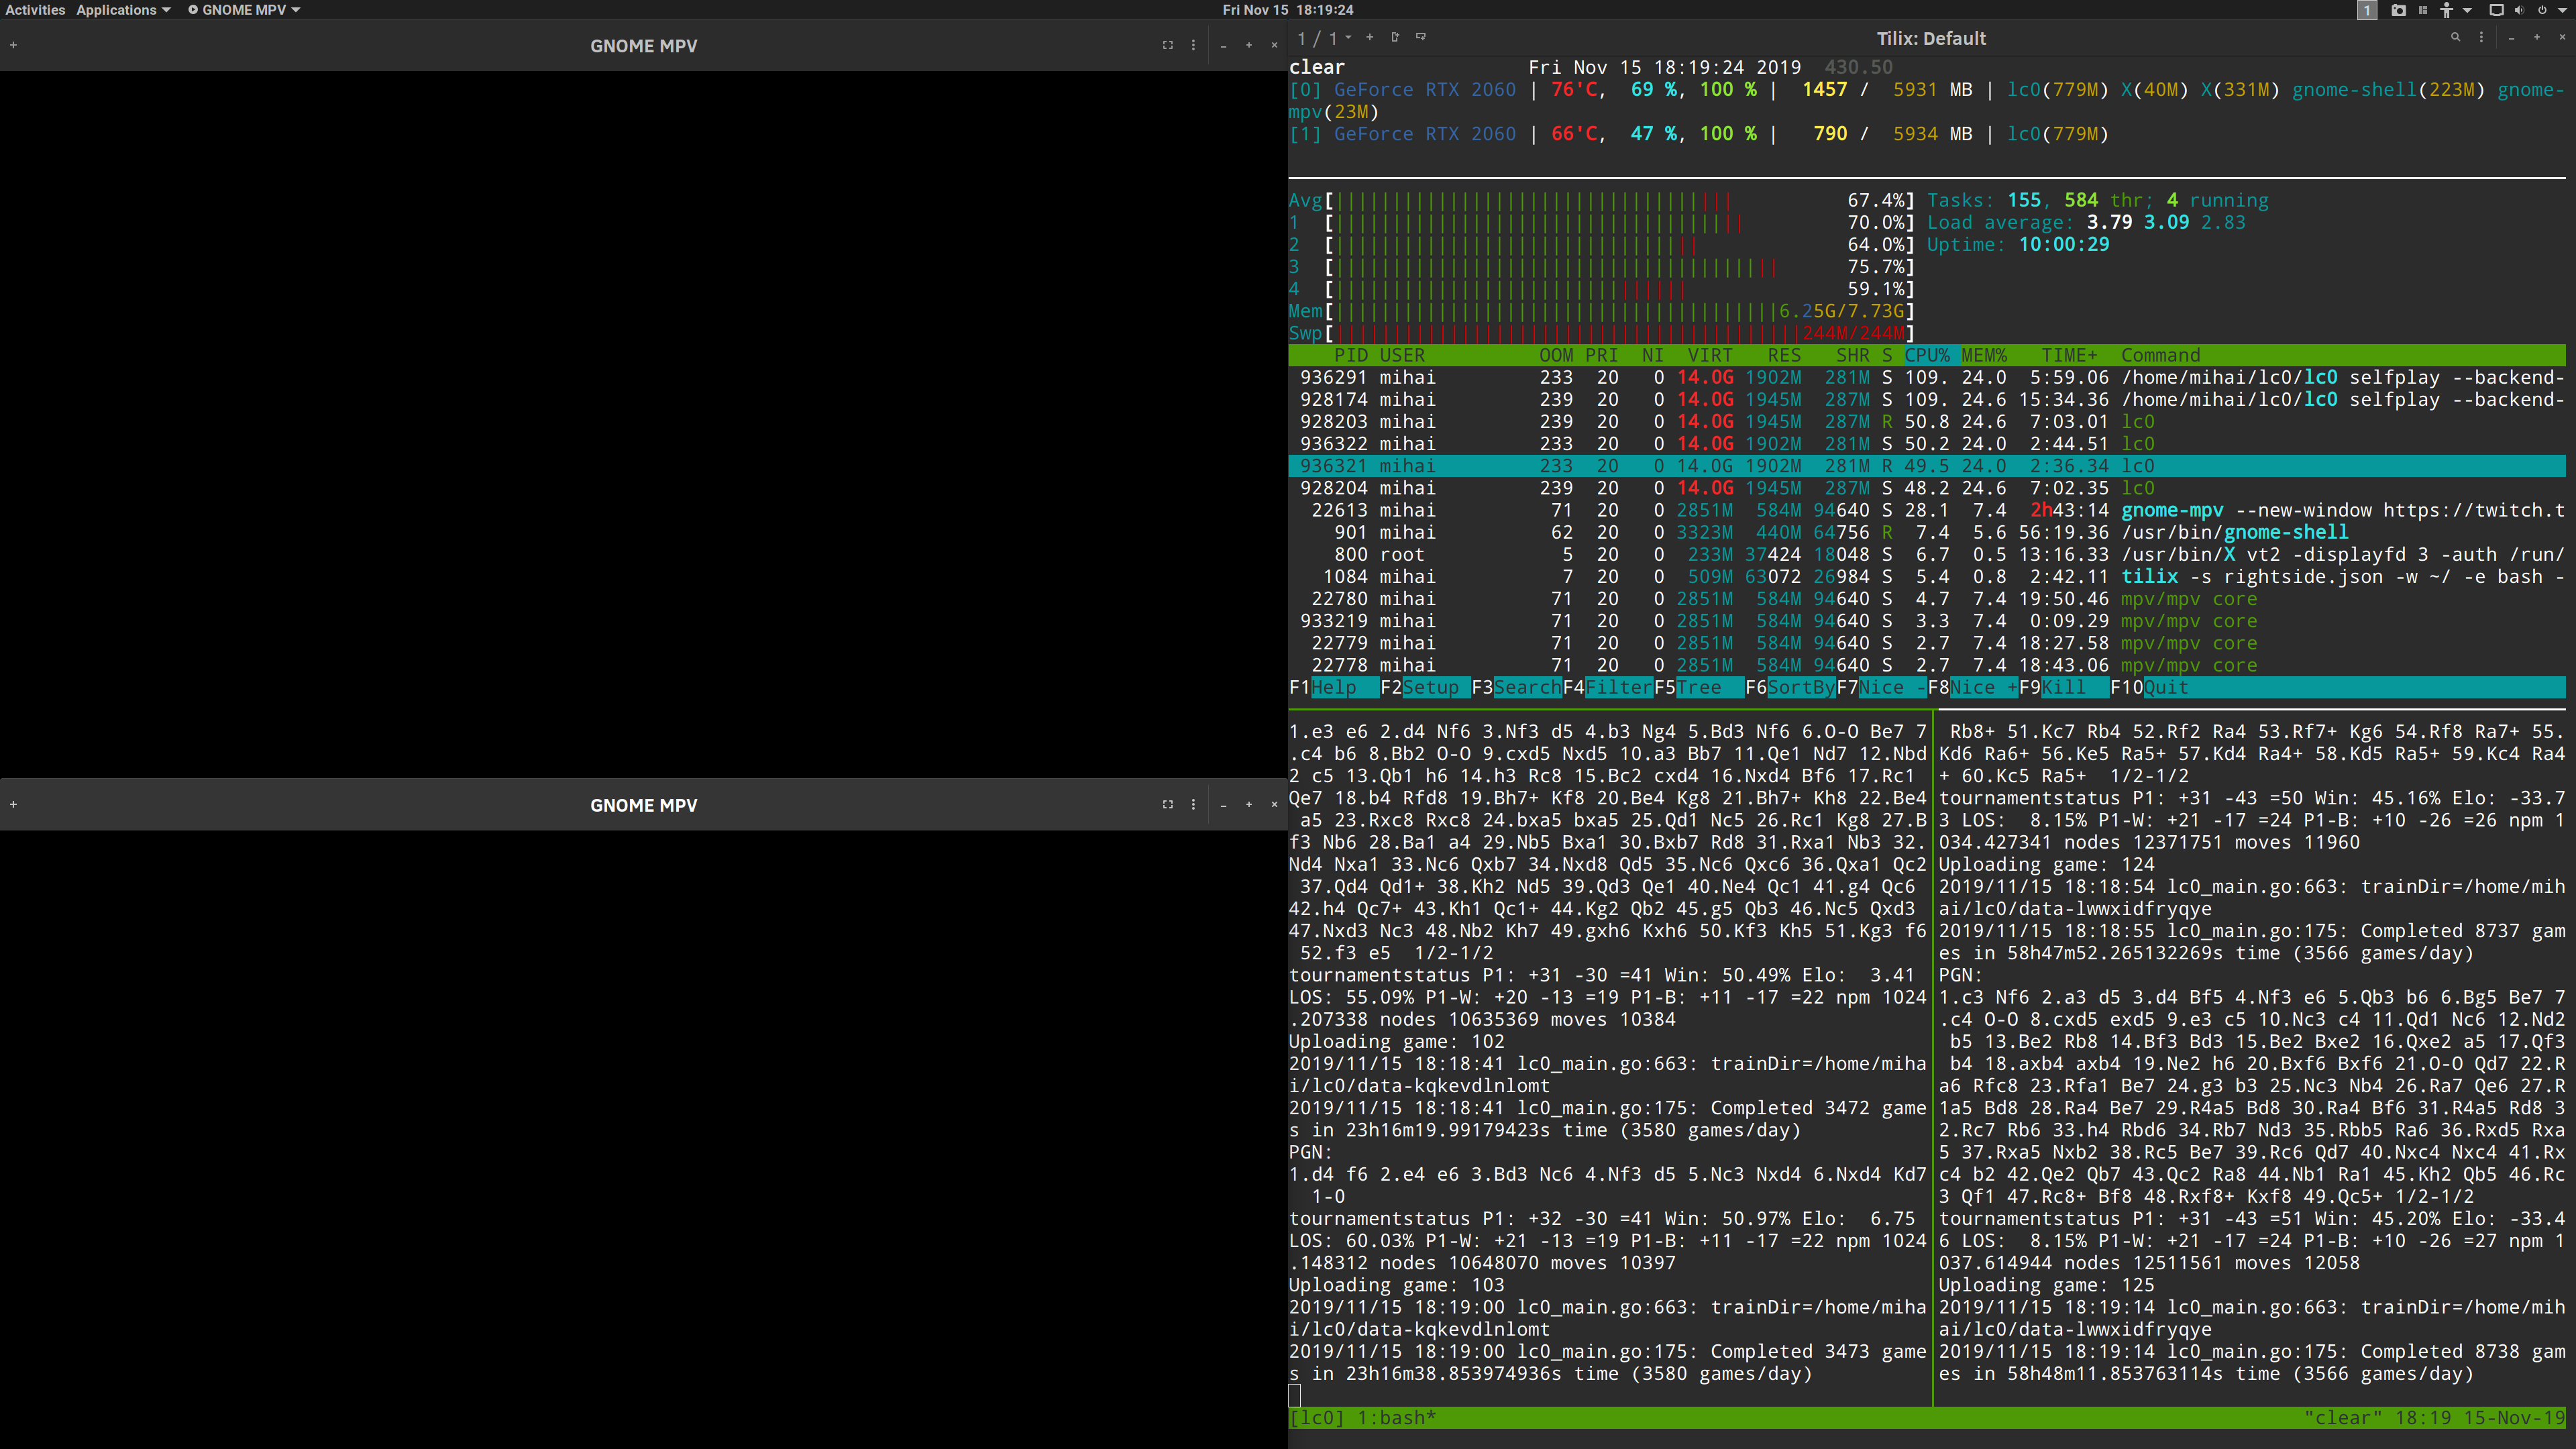 Activities Applications GNOME MPV Fri Nov 15 18:19:24 1
GNOME MPV
GNOME MPV
1 / 1 Tilix: Default
clear Fri Nov 15 18:19:24 2019 430.50
[0] GeForce RTX 2060 | 76'C, 69 %, 100 % | 1457 / 5931 MB | lc0(779M) X(40M) X(331M) gnome-shell(223M) gnome-
mpv(23M)
[1] GeForce RTX 2060 | 66'C, 47 %, 100 % | 790 / 5934 MB | lc0(779M)
Avg[ 67.4%] Tasks: 155, 584 thr; 4 running
1 [ 70.0%] Load average: 3.79 3.09 2.83
2 [ 64.0%] Uptime: 10:00:29
3 [ 75.7%]
4 [ 59.1%]
Mem[ 6.25G/7.73G]
Swp[ 244M/244M]
PID USER OOM PRI NI VIRT RES SHR S CPU% MEM% TIME+ Command
936291 mihai 233 20 0 14.0G 1902M 281M S 109. 24.0 5:59.06 /home/mihai/lc0/lc0 selfplay --backend-
928174 mihai 239 20 0 14.0G 1945M 287M S 109. 24.6 15:34.36 /home/mihai/lc0/lc0 selfplay --backend-
928203 mihai 239 20 0 14.0G 1945M 287M R 50.8 24.6 7:03.01 lc0
936322 mihai 233 20 0 14.0G 1902M 281M S 50.2 24.0 2:44.51 lc0
936321 mihai 233 20 0 14.0G 1902M 281M R 49.5 24.0 2:36.34 lc0
928204 mihai 239 20 0 14.0G 1945M 287M S 48.2 24.6 7:02.35 lc0
22613 mihai 71 20 0 2851M 584M 94640 S 28.1 7.4 2h43:14 gnome-mpv --new-window https://twitch.t
901 mihai 62 20 0 3323M 440M 64756 R 7.4 5.6 56:19.36 /usr/bin/gnome-shell
800 root 5 20 0 233M 37424 18048 S 6.7 0.5 13:16.33 /usr/bin/X vt2 -displayfd 3 -auth /run/
1084 mihai 7 20 0 509M 63072 26984 S 5.4 0.8 2:42.11 tilix -s rightside.json -w ~/ -e bash -
22780 mihai 71 20 0 2851M 584M 94640 S 4.7 7.4 19:50.46 mpv/mpv core
933219 mihai 71 20 0 2851M 584M 94640 S 3.3 7.4 0:09.29 mpv/mpv core
22779 mihai 71 20 0 2851M 584M 94640 S 2.7 7.4 18:27.58 mpv/mpv core
22778 mihai 71 20 0 2851M 584M 94640 S 2.7 7.4 18:43.06 mpv/mpv core
F1Help F2Setup F3SearchF4FilterF5Tree F6SortByF7Nice -F8Nice +F9Kill F10Quit
1.e3 e6 2.d4 Nf6 3.Nf3 d5 4.b3 Ng4 5.Bd3 Nf6 6.O-O Be7 7
.c4 b6 8.Bb2 O-O 9.cxd5 Nxd5 10.a3 Bb7 11.Qe1 Nd7 12.Nbd
2 c5 13.Qb1 h6 14.h3 Rc8 15.Bc2 cxd4 16.Nxd4 Bf6 17.Rc1
Qe7 18.b4 Rfd8 19.Bh7+ Kf8 20.Be4 Kg8 21.Bh7+ Kh8 22.Be4
a5 23.Rxc8 Rxc8 24.bxa5 bxa5 25.Qd1 Nc5 26.Rc1 Kg8 27.B
f3 Nb6 28.Ba1 a4 29.Nb5 Bxa1 30.Bxb7 Rd8 31.Rxa1 Nb3 32.
Nd4 Nxa1 33.Nc6 Qxb7 34.Nxd8 Qd5 35.Nc6 Qxc6 36.Qxa1 Qc2
37.Qd4 Qd1+ 38.Kh2 Nd5 39.Qd3 Qe1 40.Ne4 Qc1 41.g4 Qc6
42.h4 Qc7+ 43.Kh1 Qc1+ 44.Kg2 Qb2 45.g5 Qb3 46.Nc5 Qxd3
47.Nxd3 Nc3 48.Nb2 Kh7 49.gxh6 Kxh6 50.Kf3 Kh5 51.Kg3 f6
52.f3 e5 1/2-1/2
tournamentstatus P1: +31 -30 =41 Win: 50.49% Elo: 3.41
LOS: 55.09% P1-W: +20 -13 =19 P1-B: +11 -17 =22 npm 1024
.207338 nodes 10635369 moves 10384
Uploading game: 102
2019/11/15 18:18:41 lc0_main.go:663: trainDir=/home/miha
i/lc0/data-kqkevdlnlomt
2019/11/15 18:18:41 lc0_main.go:175: Completed 3472 game
s in 23h16m19.99179423s time (3580 games/day)
PGN:
1.d4 f6 2.e4 e6 3.Bd3 Nc6 4.Nf3 d5 5.Nc3 Nxd4 6.Nxd4 Kd7
1-0
tournamentstatus P1: +32 -30 =41 Win: 50.97% Elo: 6.75
LOS: 60.03% P1-W: +21 -13 =19 P1-B: +11 -17 =22 npm 1024
.148312 nodes 10648070 moves 10397
Uploading game: 103
2019/11/15 18:19:00 lc0_main.go:663: trainDir=/home/miha
i/lc0/data-kqkevdlnlomt
2019/11/15 18:19:00 lc0_main.go:175: Completed 3473 game
s in 23h16m38.853974936s time (3580 games/day)
Rb8+ 51.Kc7 Rb4 52.Rf2 Ra4 53.Rf7+ Kg6 54.Rf8 Ra7+ 55.
Kd6 Ra6+ 56.Ke5 Ra5+ 57.Kd4 Ra4+ 58.Kd5 Ra5+ 59.Kc4 Ra4
+ 60.Kc5 Ra5+ 1/2-1/2
tournamentstatus P1: +31 -43 =50 Win: 45.16% Elo: -33.7
3 LOS: 8.15% P1-W: +21 -17 =24 P1-B: +10 -26 =26 npm 1
034.427341 nodes 12371751 moves 11960
Uploading game: 124
2019/11/15 18:18:54 lc0_main.go:663: trainDir=/home/mih
ai/lc0/data-lwwxidfryqye
2019/11/15 18:18:55 lc0_main.go:175: Completed 8737 gam
es in 58h47m52.265132269s time (3566 games/day)
PGN:
1.c3 Nf6 2.a3 d5 3.d4 Bf5 4.Nf3 e6 5.Qb3 b6 6.Bg5 Be7 7
.c4 O-O 8.cxd5 exd5 9.e3 c5 10.Nc3 c4 11.Qd1 Nc6 12.Nd2
b5 13.Be2 Rb8 14.Bf3 Bd3 15.Be2 Bxe2 16.Qxe2 a5 17.Qf3
b4 18.axb4 axb4 19.Ne2 h6 20.Bxf6 Bxf6 21.O-O Qd7 22.R
a6 Rfc8 23.Rfa1 Be7 24.g3 b3 25.Nc3 Nb4 26.Ra7 Qe6 27.R
1a5 Bd8 28.Ra4 Be7 29.R4a5 Bd8 30.Ra4 Bf6 31.R4a5 Rd8 3
2.Rc7 Rb6 33.h4 Rbd6 34.Rb7 Nd3 35.Rbb5 Ra6 36.Rxd5 Rxa
5 37.Rxa5 Nxb2 38.Rc5 Be7 39.Rc6 Qd7 40.Nxc4 Nxc4 41.Rx
c4 b2 42.Qe2 Qb7 43.Qc2 Ra8 44.Nb1 Ra1 45.Kh2 Qb5 46.Rc
3 Qf1 47.Rc8+ Bf8 48.Rxf8+ Kxf8 49.Qc5+ 1/2-1/2
tournamentstatus P1: +31 -43 =51 Win: 45.20% Elo: -33.4
6 LOS: 8.15% P1-W: +21 -17 =24 P1-B: +10 -26 =27 npm 1
037.614944 nodes 12511561 moves 12058
Uploading game: 125
2019/11/15 18:19:14 lc0_main.go:663: trainDir=/home/mih
ai/lc0/data-lwwxidfryqye
2019/11/15 18:19:14 lc0_main.go:175: Completed 8738 gam
es in 58h48m11.853763114s time (3566 games/day)
[lc0] 1:bash* "clear" 18:19 15-Nov-19